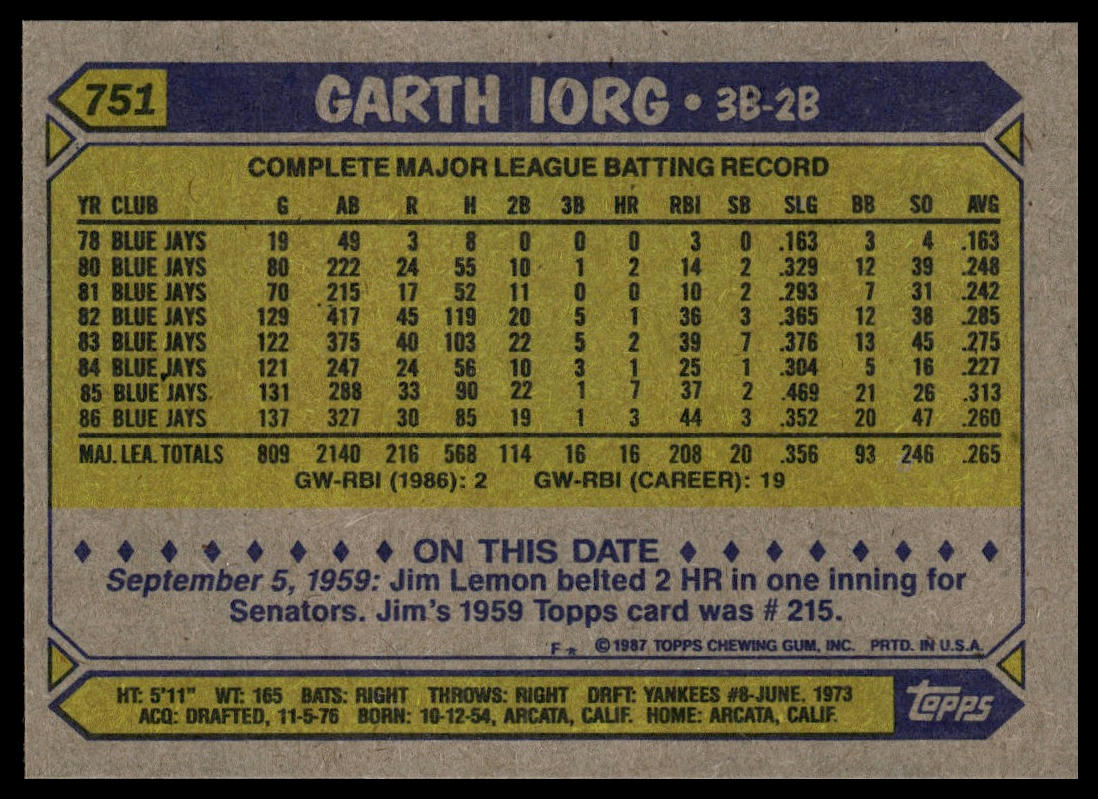 751 GARTH IORG • 3B-2B
COMPLETE MAJOR LEAGUE BATTING RECORD
YR CLUB G AB R H 2B 3B HR RBI SB SLG BB SO AVG
78 BLUE JAYS 19 49 3 8 0 0 0 3 0 .163 3 4 .163
80 BLUE JAYS 80 222 24 55 10 1 2 14 2 .329 12 39 .248
81 BLUE JAYS 70 215 17 52 11 0 0 10 2 .293 7 31 .242
82 BLUE JAYS 129 417 45 119 20 5 1 36 3 .365 12 38 .285
83 BLUE JAYS 122 375 40 103 22 5 2 39 7 .376 13 45 .275
84 BLUE JAYS 121 247 24 56 10 3 1 25 1 .304 5 16 .227
85 BLUE JAYS 131 288 33 90 22 1 7 37 2 .469 21 26 .313
86 BLUE JAYS 137 327 30 85 19 1 3 44 3 .352 20 47 .260
MAJ. LEA. TOTALS 809 2140 216 568 114 16 16 208 20 .356 93 246 .265
GW-RBI (1986): 2 GW-RBI (CAREER): 19
ON THIS DATE
September 5, 1959: Jim Lemon belted 2 HR in one inning for
Senators. Jim's 1959 Topps card was # 215.
F* ©1987 TOPPS CHEWING GUM, INC. PRTD. IN U.S.A.
HT: 5'11" WT: 165 BATS: RIGHT THROWS: RIGHT DRFT: YANKEES #8-JUNE, 1973
ACQ: DRAFTED, 11-5-76 BORN: 10-12-54, ARCATA, CALIF. HOME: ARCATA, CALIF.
topps